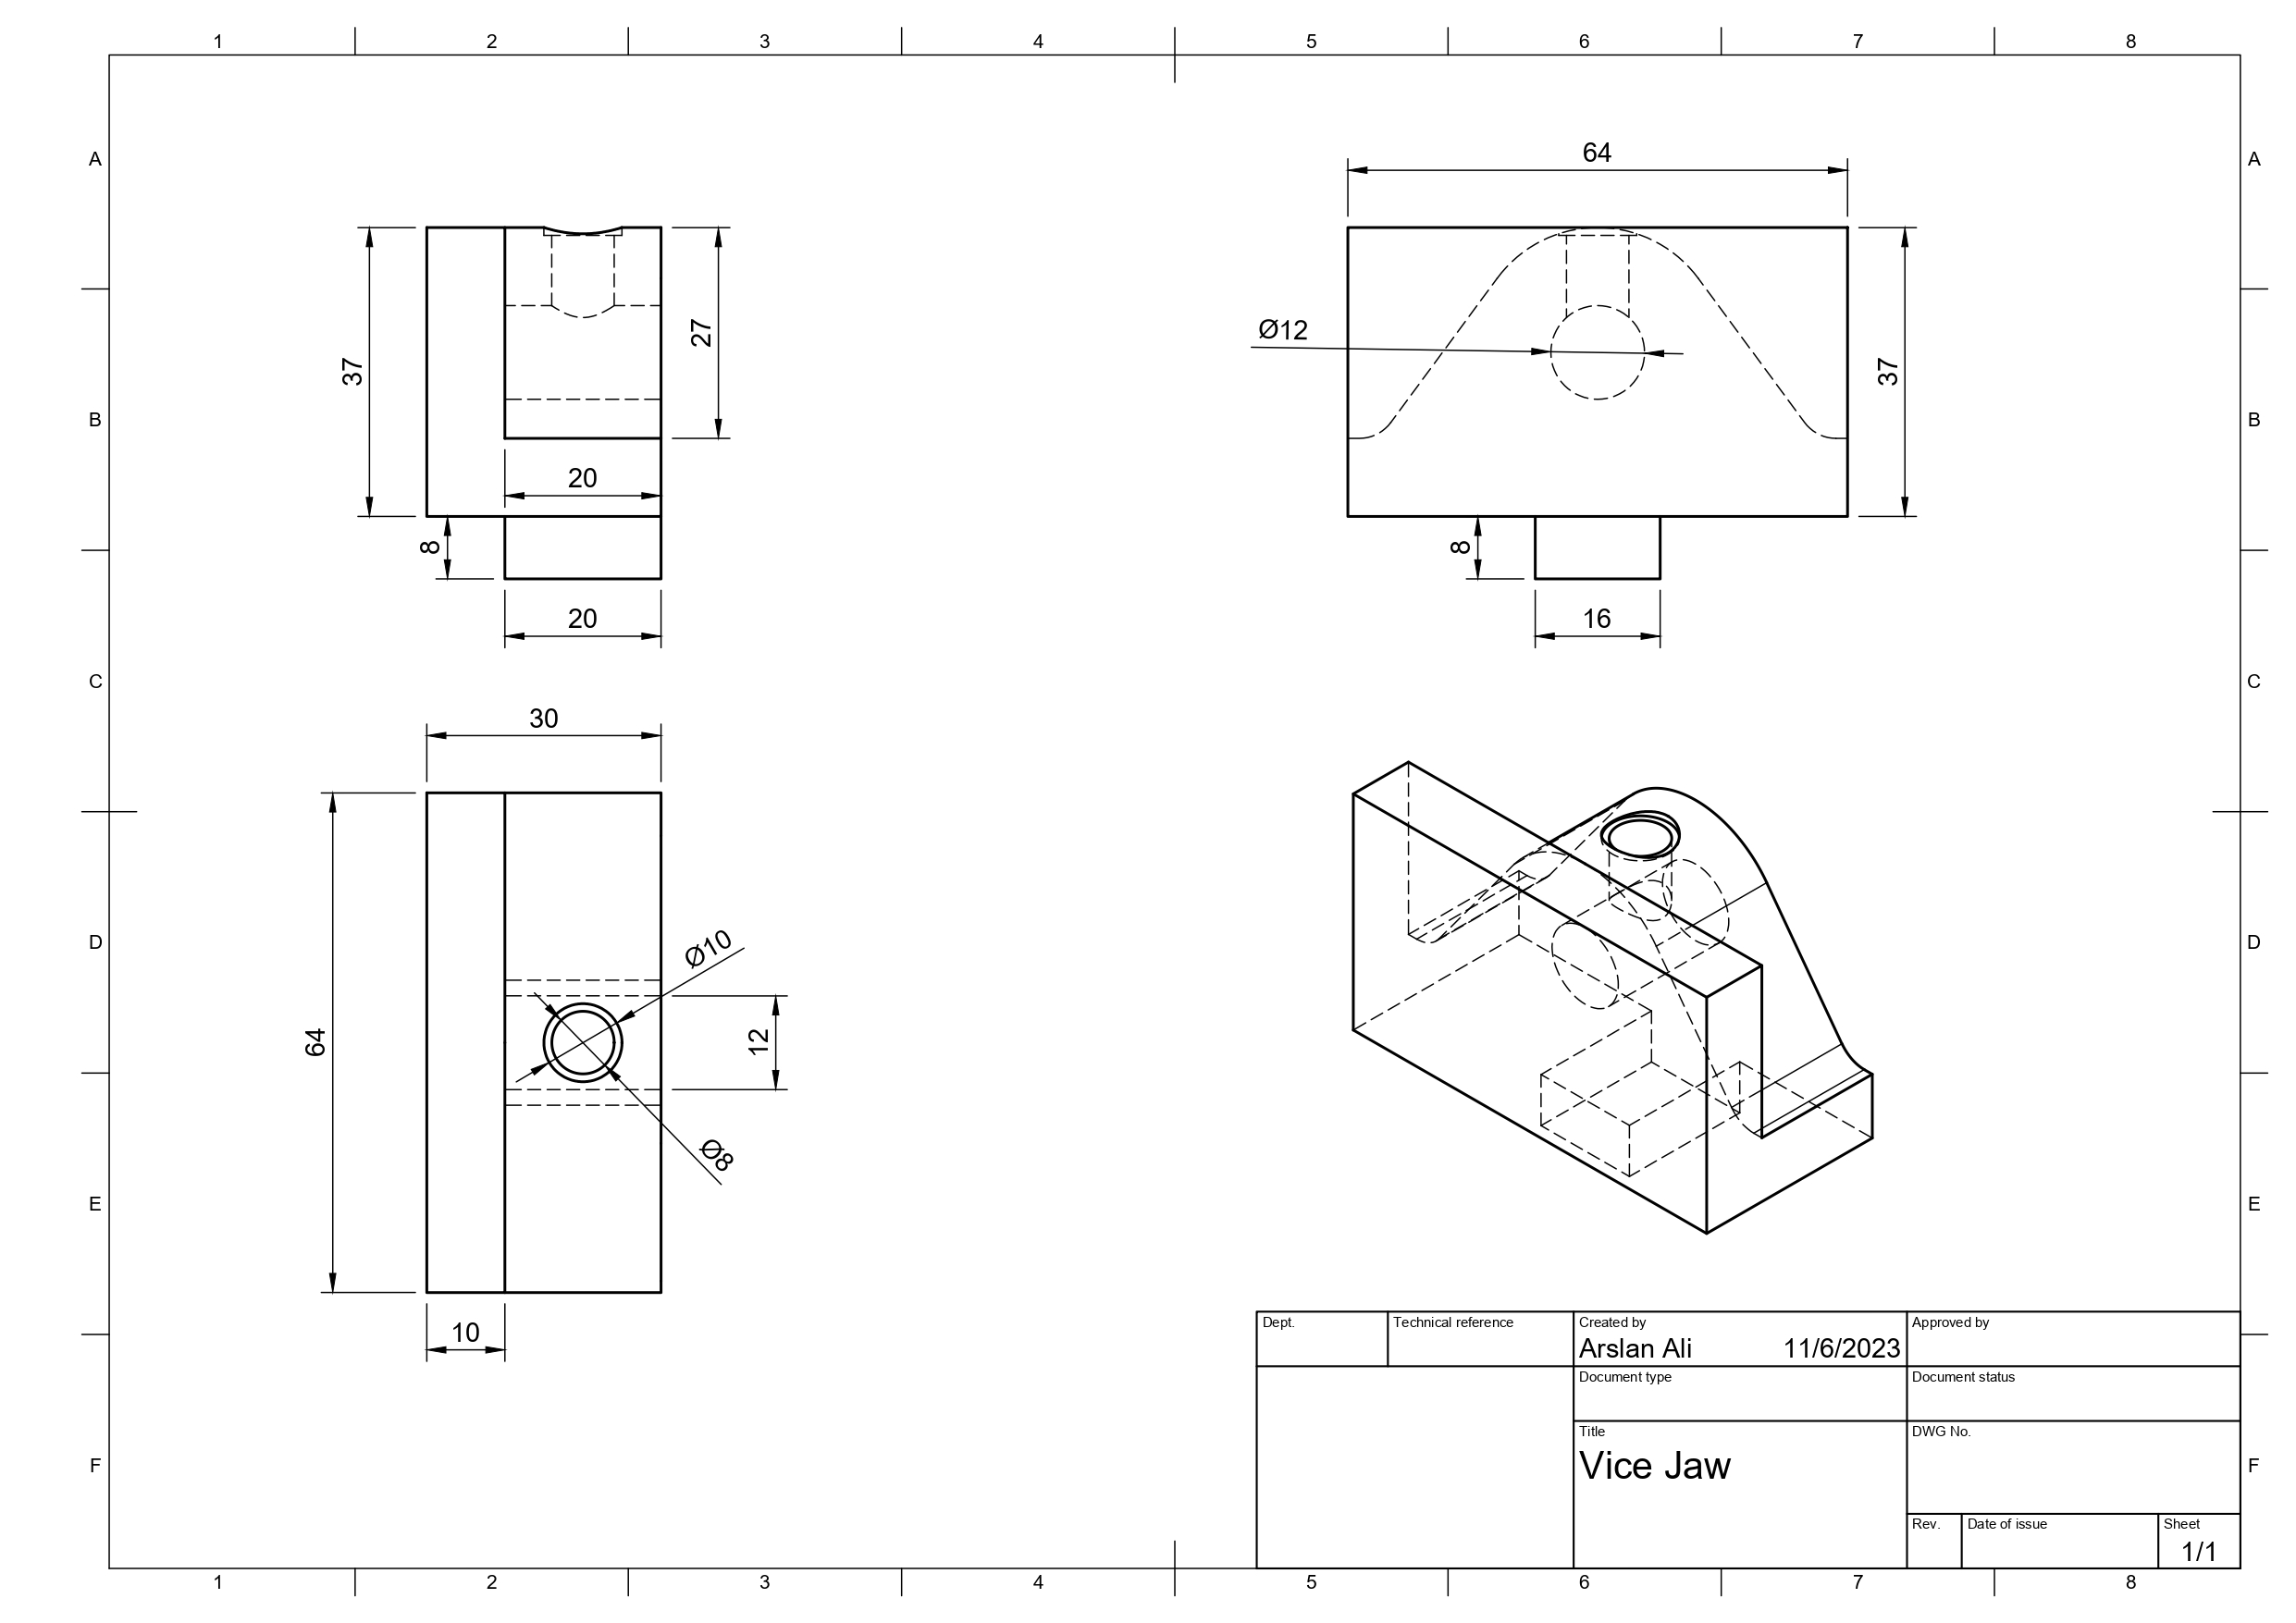 1 2 3 4 5 6 7 8
A A
64
37 27 Ø12 37
B B
20
8 8
20 16
C C
30
D D
Ø10
64 12
Ø8
E E
10
Dept. Technical reference Created by Approved by
Arslan Ali 11/6/2023
Document type Document status
Title DWG No.
Vice Jaw
F F
Rev. Date of issue Sheet
1/1
1 2 3 4 5 6 7 8